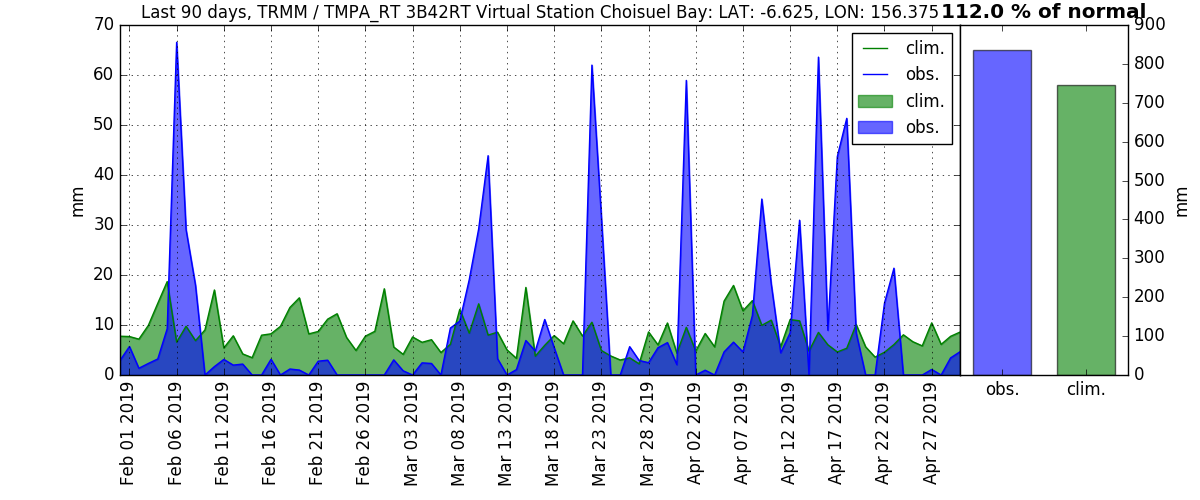 Last 90 days, TRMM / TMPA_RT 3B42RT Virtual Station Choisuel Bay: LAT: -6.625, LON: 156.375
112.0 % of normal
70
60
50
40
30
20
10
0
mm
clim.
obs.
clim.
obs.
900
800
700
600
500
400
300
200
100
0
mm
Feb 01 2019
Feb 06 2019
Feb 11 2019
Feb 16 2019
Feb 21 2019
Feb 26 2019
Mar 03 2019
Mar 08 2019
Mar 13 2019
Mar 18 2019
Mar 23 2019
Mar 28 2019
Apr 02 2019
Apr 07 2019
Apr 12 2019
Apr 17 2019
Apr 22 2019
Apr 27 2019
obs.
clim.